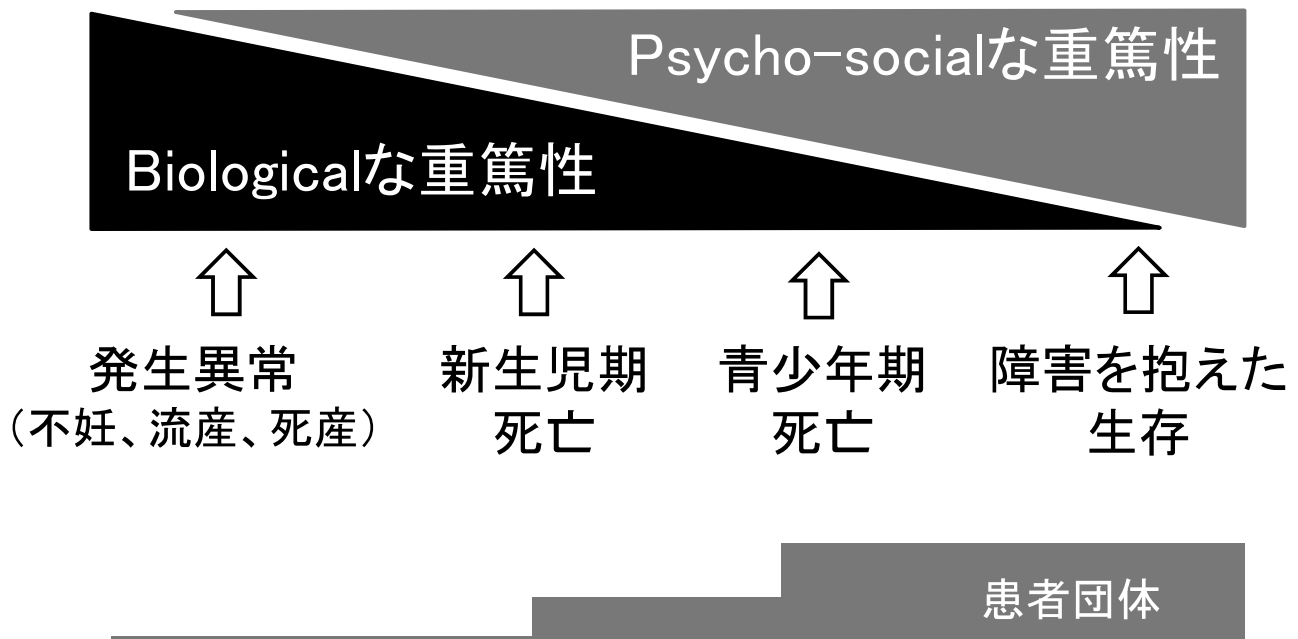 Psycho-socialな重篤性
Biologicalな重篤性
発生異常
（不妊、流産、死産）
新生児期
死亡
青少年期
死亡
障害を抱えた
生存
患者団体